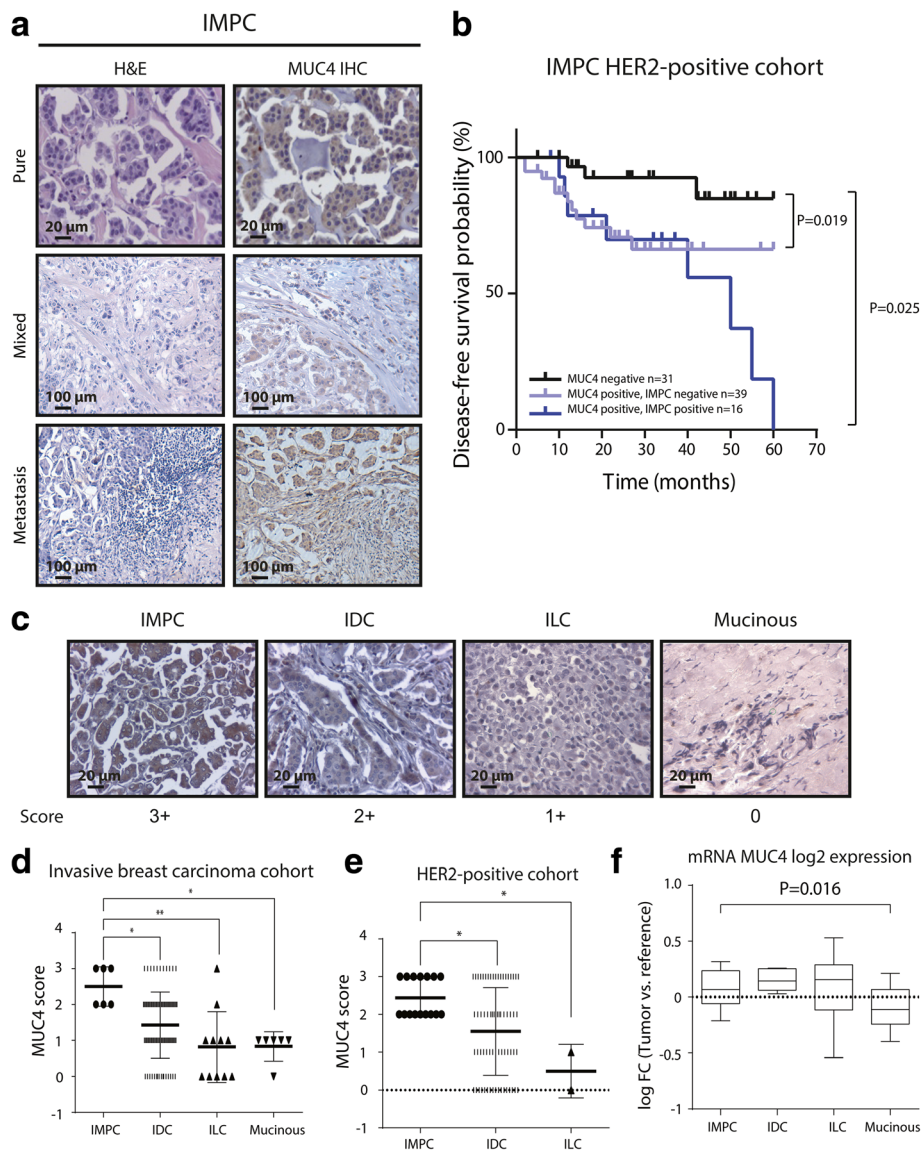 a
IMPC
H&E
MUC4 IHC
Pure
20 µm
20 µm
Mixed
100 µm
100 µm
Metastasis
100 µm
100 µm
b
IMPC HER2-positive cohort
Disease-free survival probability (%)
100
50
0
0 10 20 30 40 50 60 70
Time (months)
MUC4 negative n=31
MUC4 positive, IMPC negative n=39
MUC4 positive, IMPC positive n=16
P=0.019
P=0.025
c
IMPC
IDC
ILC
Mucinous
20 µm
20 µm
20 µm
20 µm
Score
3+
2+
1+
0
d
Invasive breast carcinoma cohort
*
**
*
MUC4 score
4
3
2
1
0
-1
IMPC
IDC
ILC
Mucinous
e
HER2-positive cohort
*
*
MUC4 score
4
3
2
1
0
-1
IMPC
IDC
ILC
f
mRNA MUC4 log2 expression
P=0.016
log FC (Tumor vs. reference)
1.0
0.5
0
-0.5
-1
IMPC
IDC
ILC
Mucinous